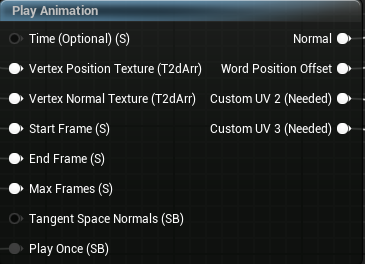 Play Animation
Time (Optional) (S)
Normal
Vertex Position Texture (T2dArr)
Word Position Offset
Vertex Normal Texture (T2dArr)
Custom UV 2 (Needed)
Start Frame (S)
Custom UV 3 (Needed)
End Frame (S)
Max Frames (S)
Tangent Space Normals (SB)
Play Once (SB)